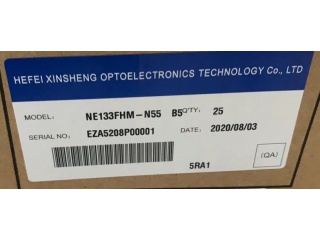 HEFEI XINSHENG OPTOELECTRONICS TECHNOLOGY Co., LTD
MODEL: NE133FHM-N55 B5 Q'TY: 25
SERIAL NO.: EZA5208P00001 DATE: 2020/08/03
5RA1 (QA)